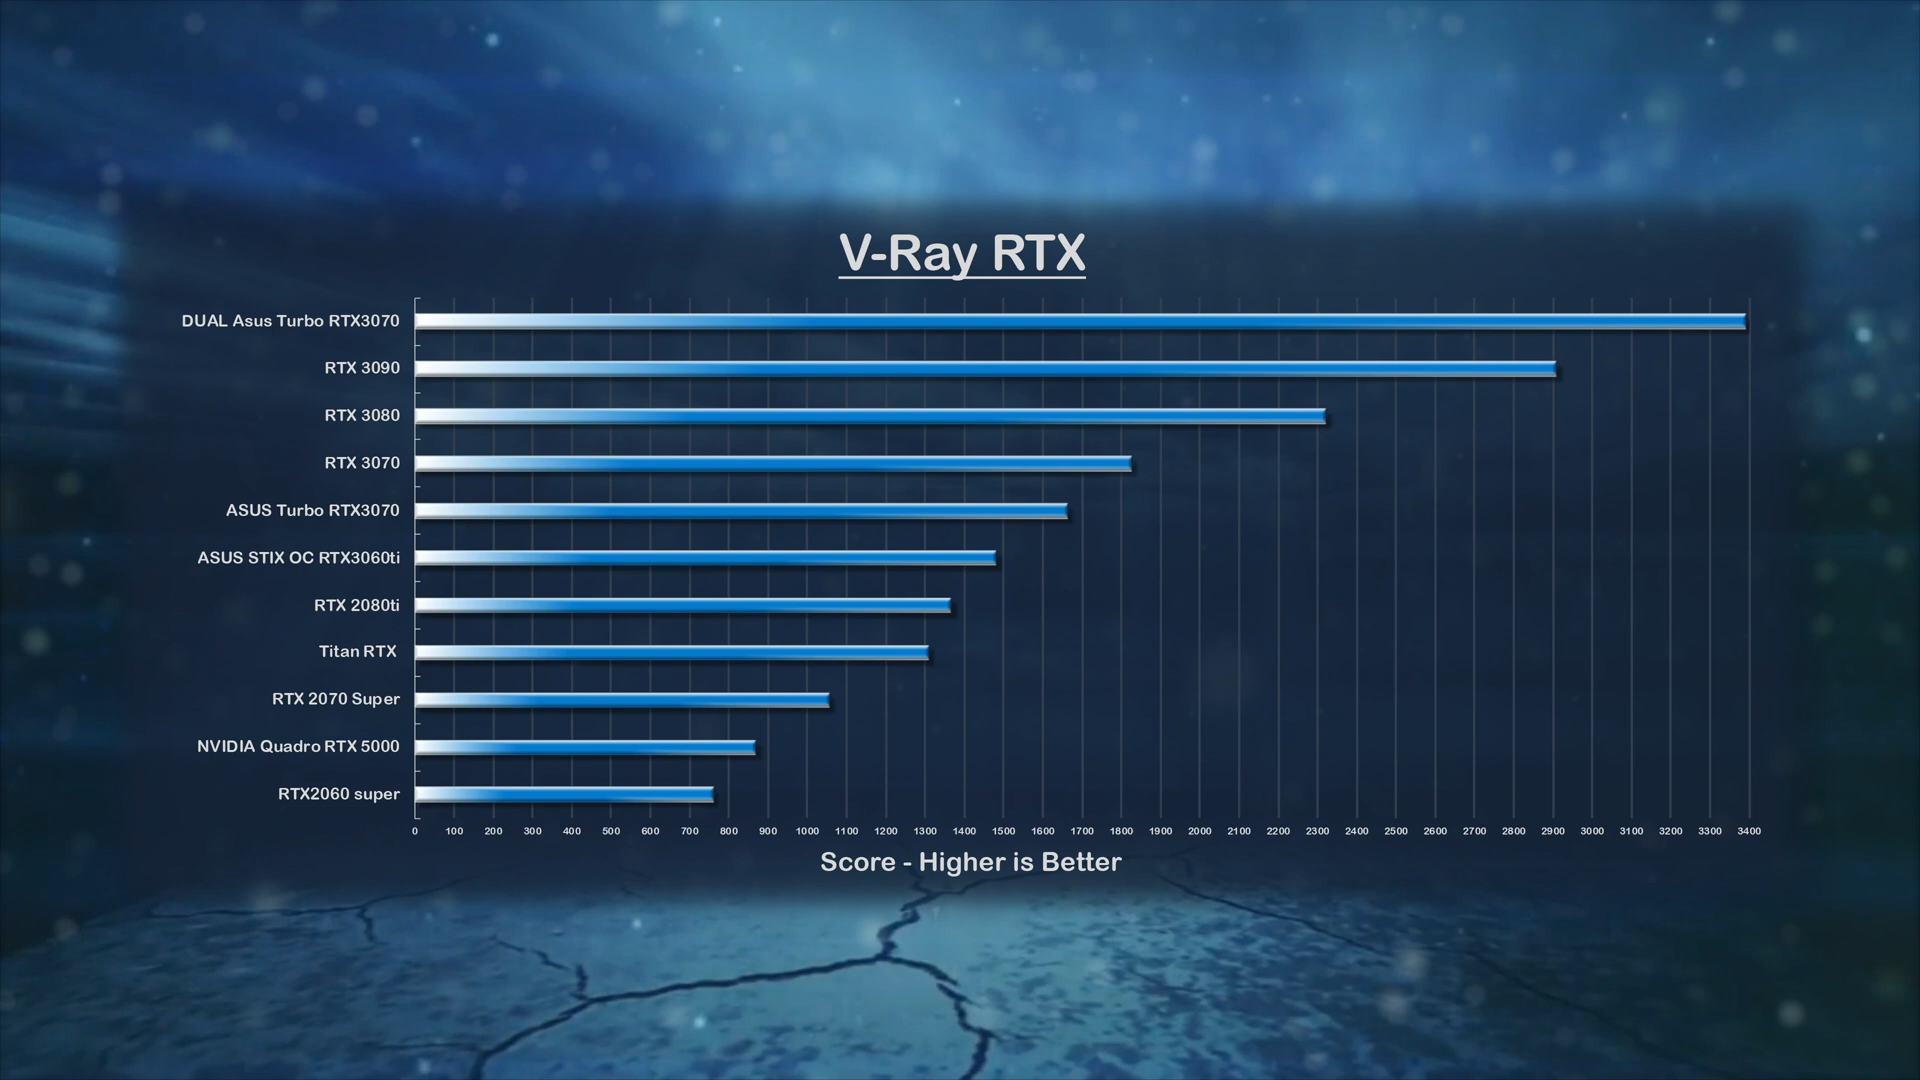 V-Ray RTX
DUAL Asus Turbo RTX3070
RTX 3090
RTX 3080
RTX 3070
ASUS Turbo RTX3070
ASUS STIX OC RTX3060ti
RTX 2080ti
Titan RTX
RTX 2070 Super
NVIDIA Quadro RTX 5000
RTX2060 super
0 100 200 300 400 500 600 700 800 900 1000 1100 1200 1300 1400 1500 1600 1700 1800 1900 2000 2100 2200 2300 2400 2500 2600 2700 2800 2900 3000 3100 3200 3300 3400
Score - Higher is Better